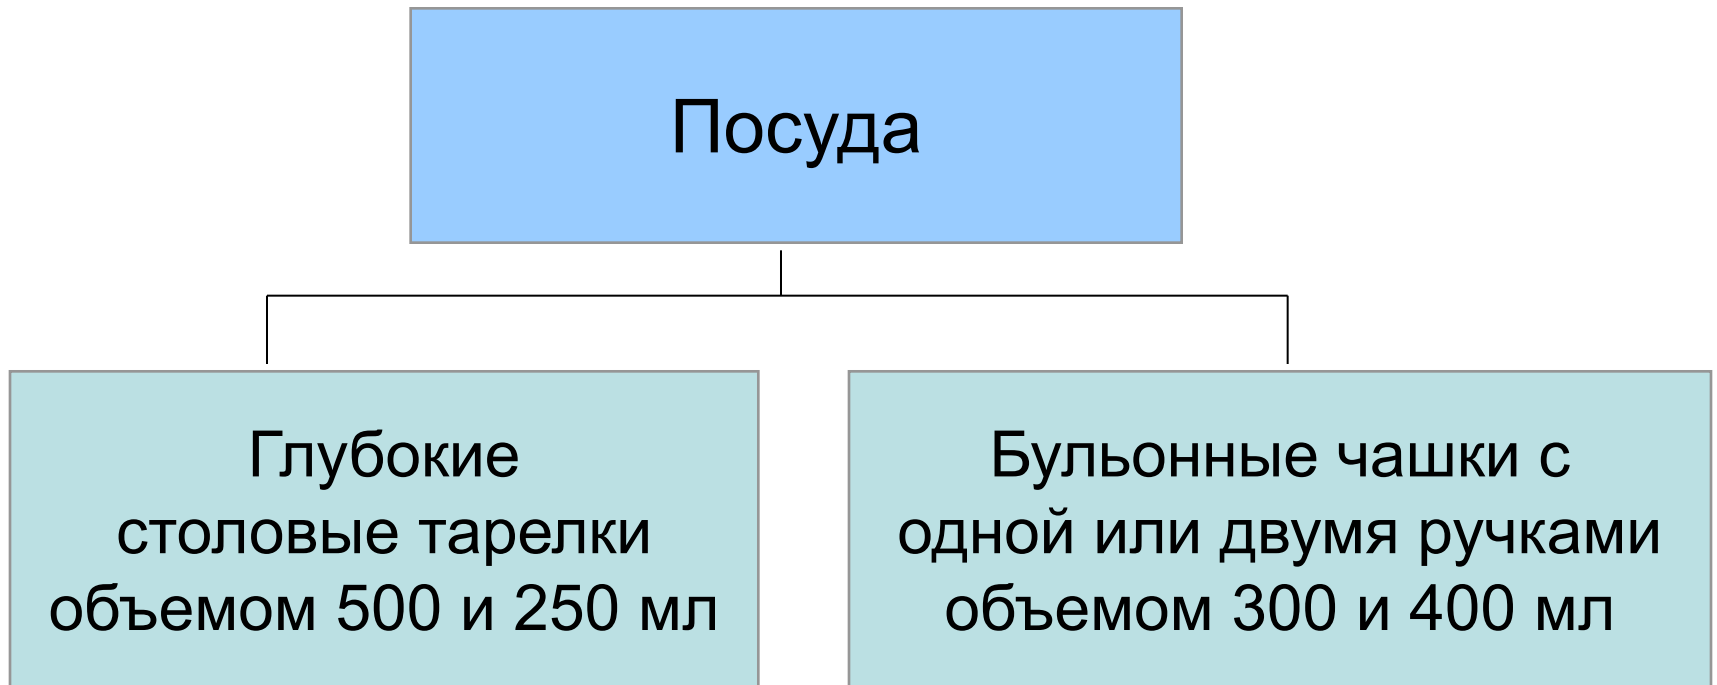 Посуда
Глубокие
столовые тарелки
объемом 500 и 250 мл
Бульонные чашки с
одной или двумя ручками
объемом 300 и 400 мл